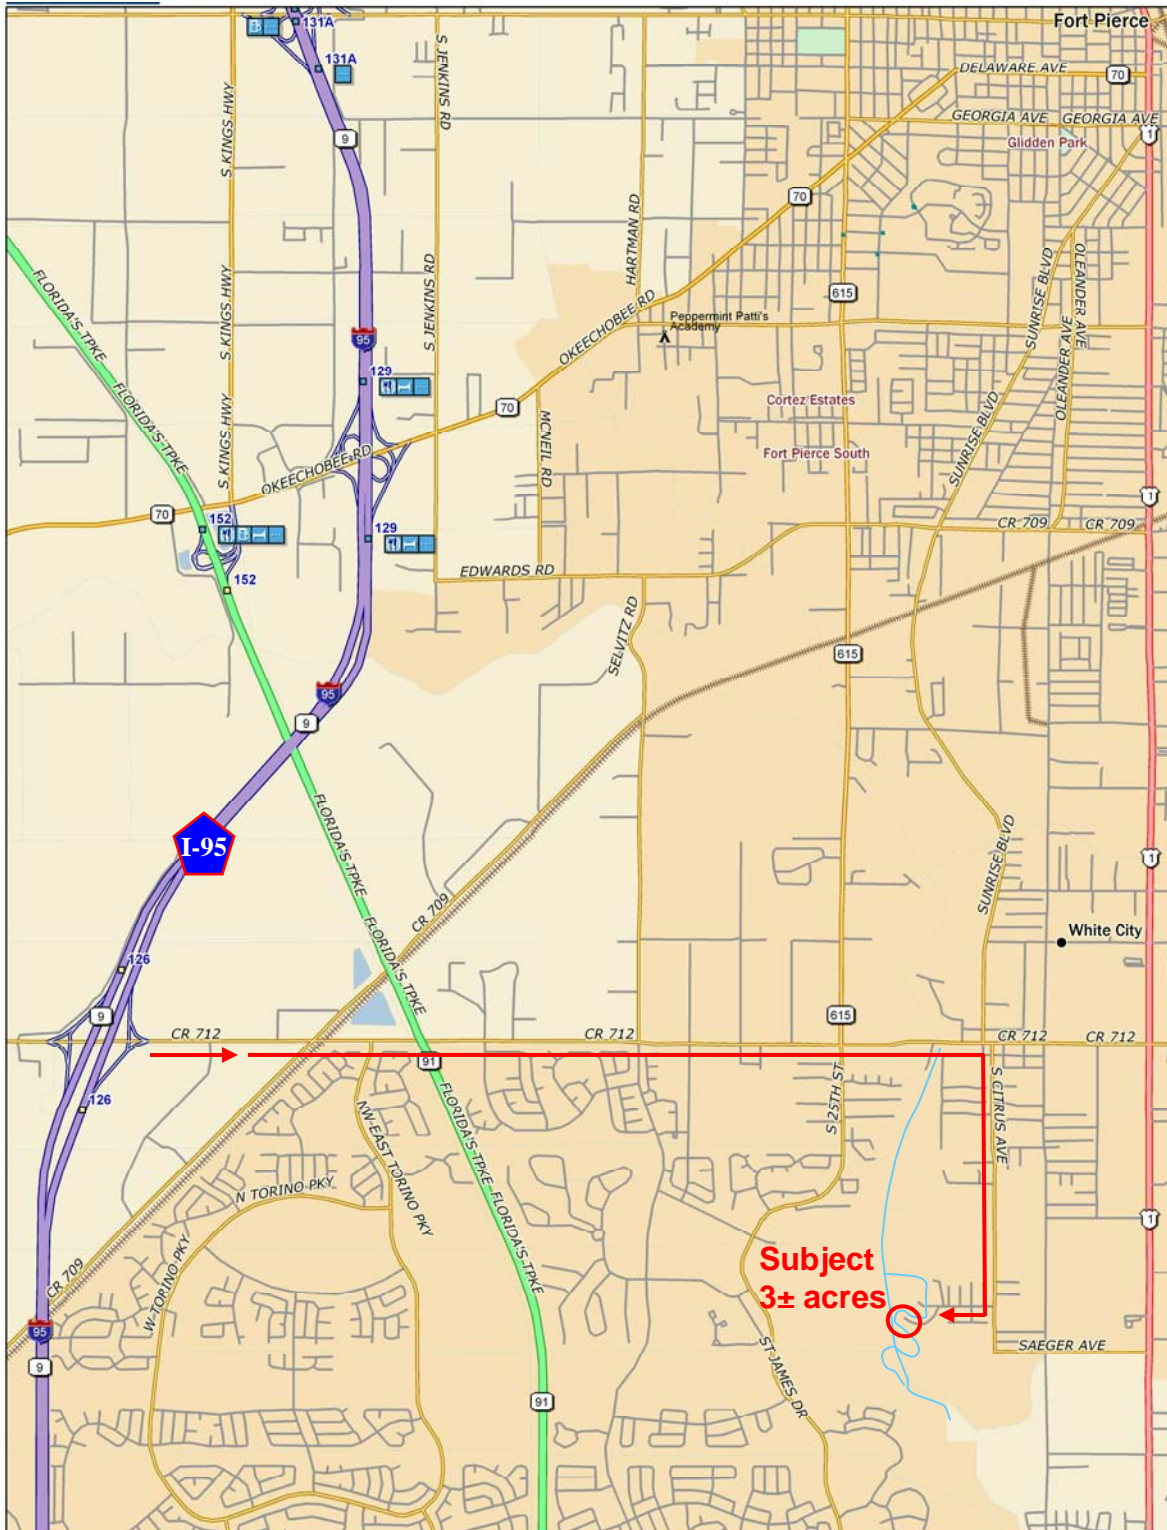 Fort Pierce
131A
131A
DELAWARE AVE
70
S JENKINS RD
S KINGS HWY
GEORGIA AVE
GEORGIA AVE
1
9
Glidden Park
70
HARTMAN RD
OLEANDER AVE
SUNRISE BLVD
FLORIDA'S TPKE
S KINGS HWY
S JENKINS RD
615
OKEECHOBEE RD
Peppermint Patti's
Academy
95
129
FLORIDA'S TPKE
OLEANDER AVE
Cortez Estates
70
MCNEIL RD
SUNRISE BLVD
S KINGS HWY
OKEECHOBEE RD
Fort Pierce South
1
70
152
129
CR 709
CR 709
152
EDWARDS RD
SELVITZ RD
615
95
9
FLORIDA'S TPKE
I-95
SUNRISE BLVD
1
CR 709
FLORIDA'S TPKE
White City
126
9
615
CR 712
CR 712
CR 712
91
126
S 25TH ST
S CITRUS AVE
NW EAST TORINO PKY
FLORIDA'S TPKE
FLORIDA'S TPKE
N TORINO PKY
1
W TORINO PKY
CR 709
Subject
3± acres
95
9
ST JAMES DR
SAEGER AVE
91